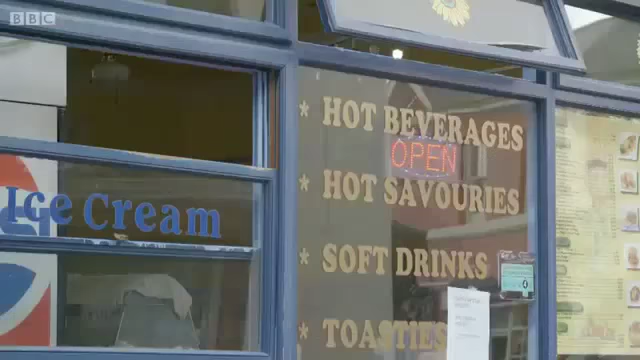 BBC
* HOT BEVERAGES
OPEN
* HOT SAVOURIES
Ice Cream
* SOFT DRINKS
* TOASTIES